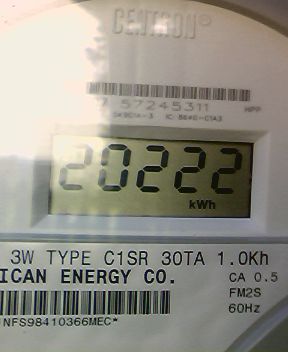 CENTRON®
7 57245311
HPP
20222
kWh
3W TYPE C1SR 30TA 1.0Kh
ICAN ENERGY CO.
CA 0.5
FM2S
60Hz
NFS98410366MEC*